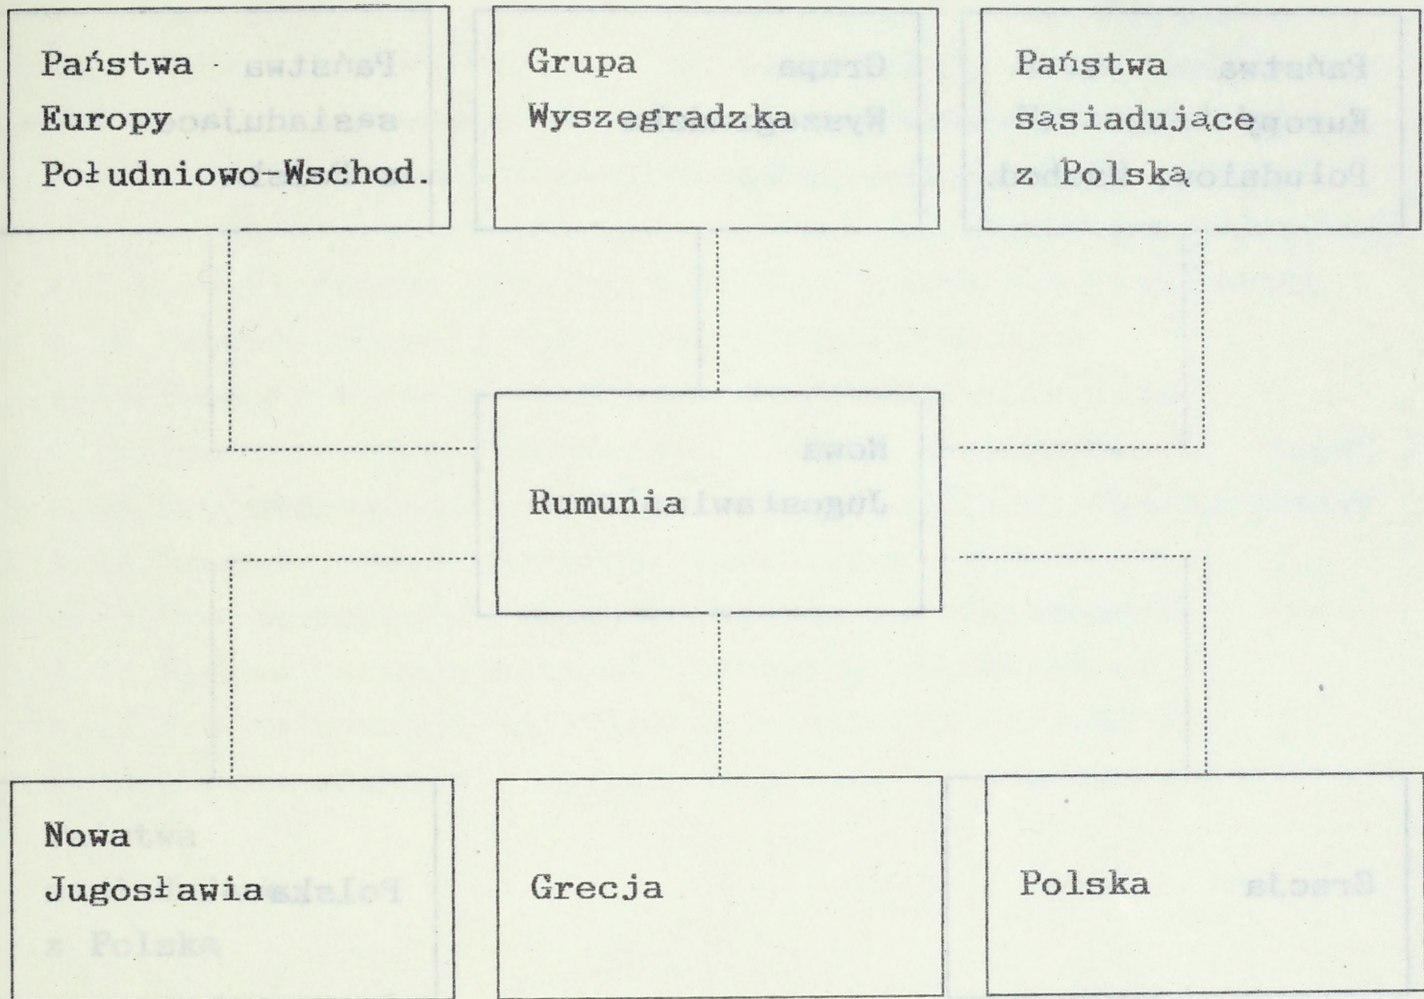 Państwa
Europy
Południowo-Wschod.
Grupa
Wyszegradzka
Państwa
sąsiadujące
z Polską
Rumunia
Nowa
Jugosławia
Grecja
Polska